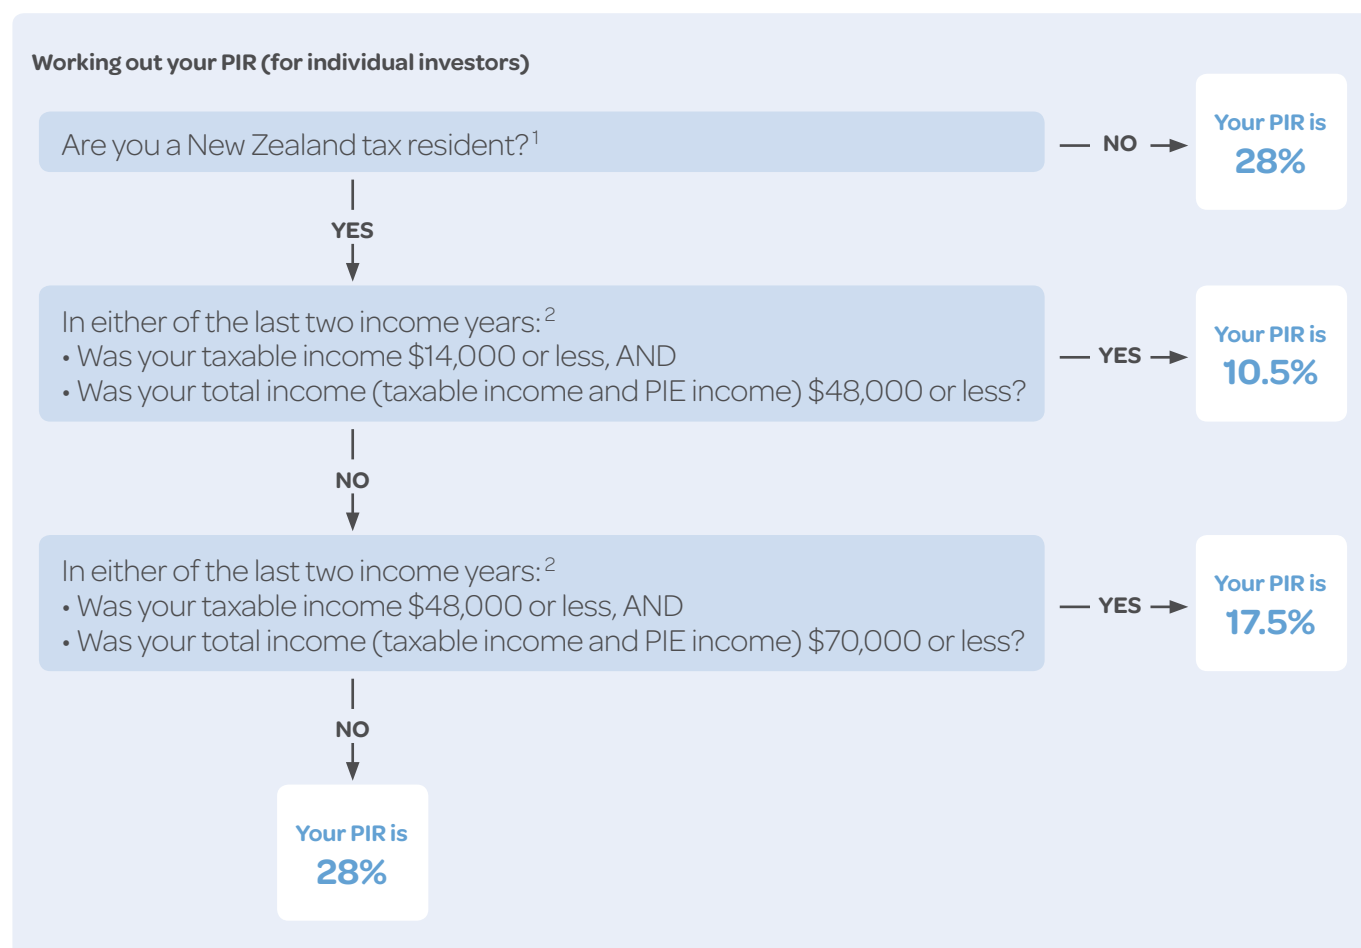 Working out your PIR (for individual investors)
Are you a New Zealand tax resident?¹
NO
Your PIR is
28%
YES
In either of the last two income years:²
• Was your taxable income $14,000 or less, AND
• Was your total income (taxable income and PIE income) $48,000 or less?
YES
Your PIR is
10.5%
NO
In either of the last two income years:²
• Was your taxable income $48,000 or less, AND
• Was your total income (taxable income and PIE income) $70,000 or less?
YES
Your PIR is
17.5%
NO
Your PIR is
28%